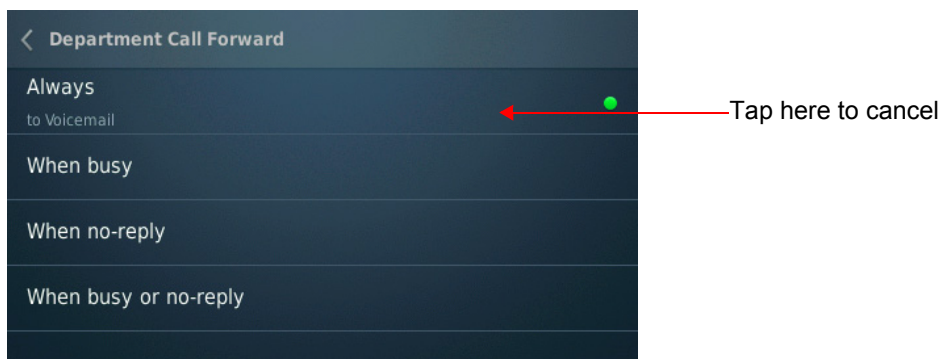 Department Call Forward
Always
to Voicemail
Tap here to cancel
When busy
When no-reply
When busy or no-reply